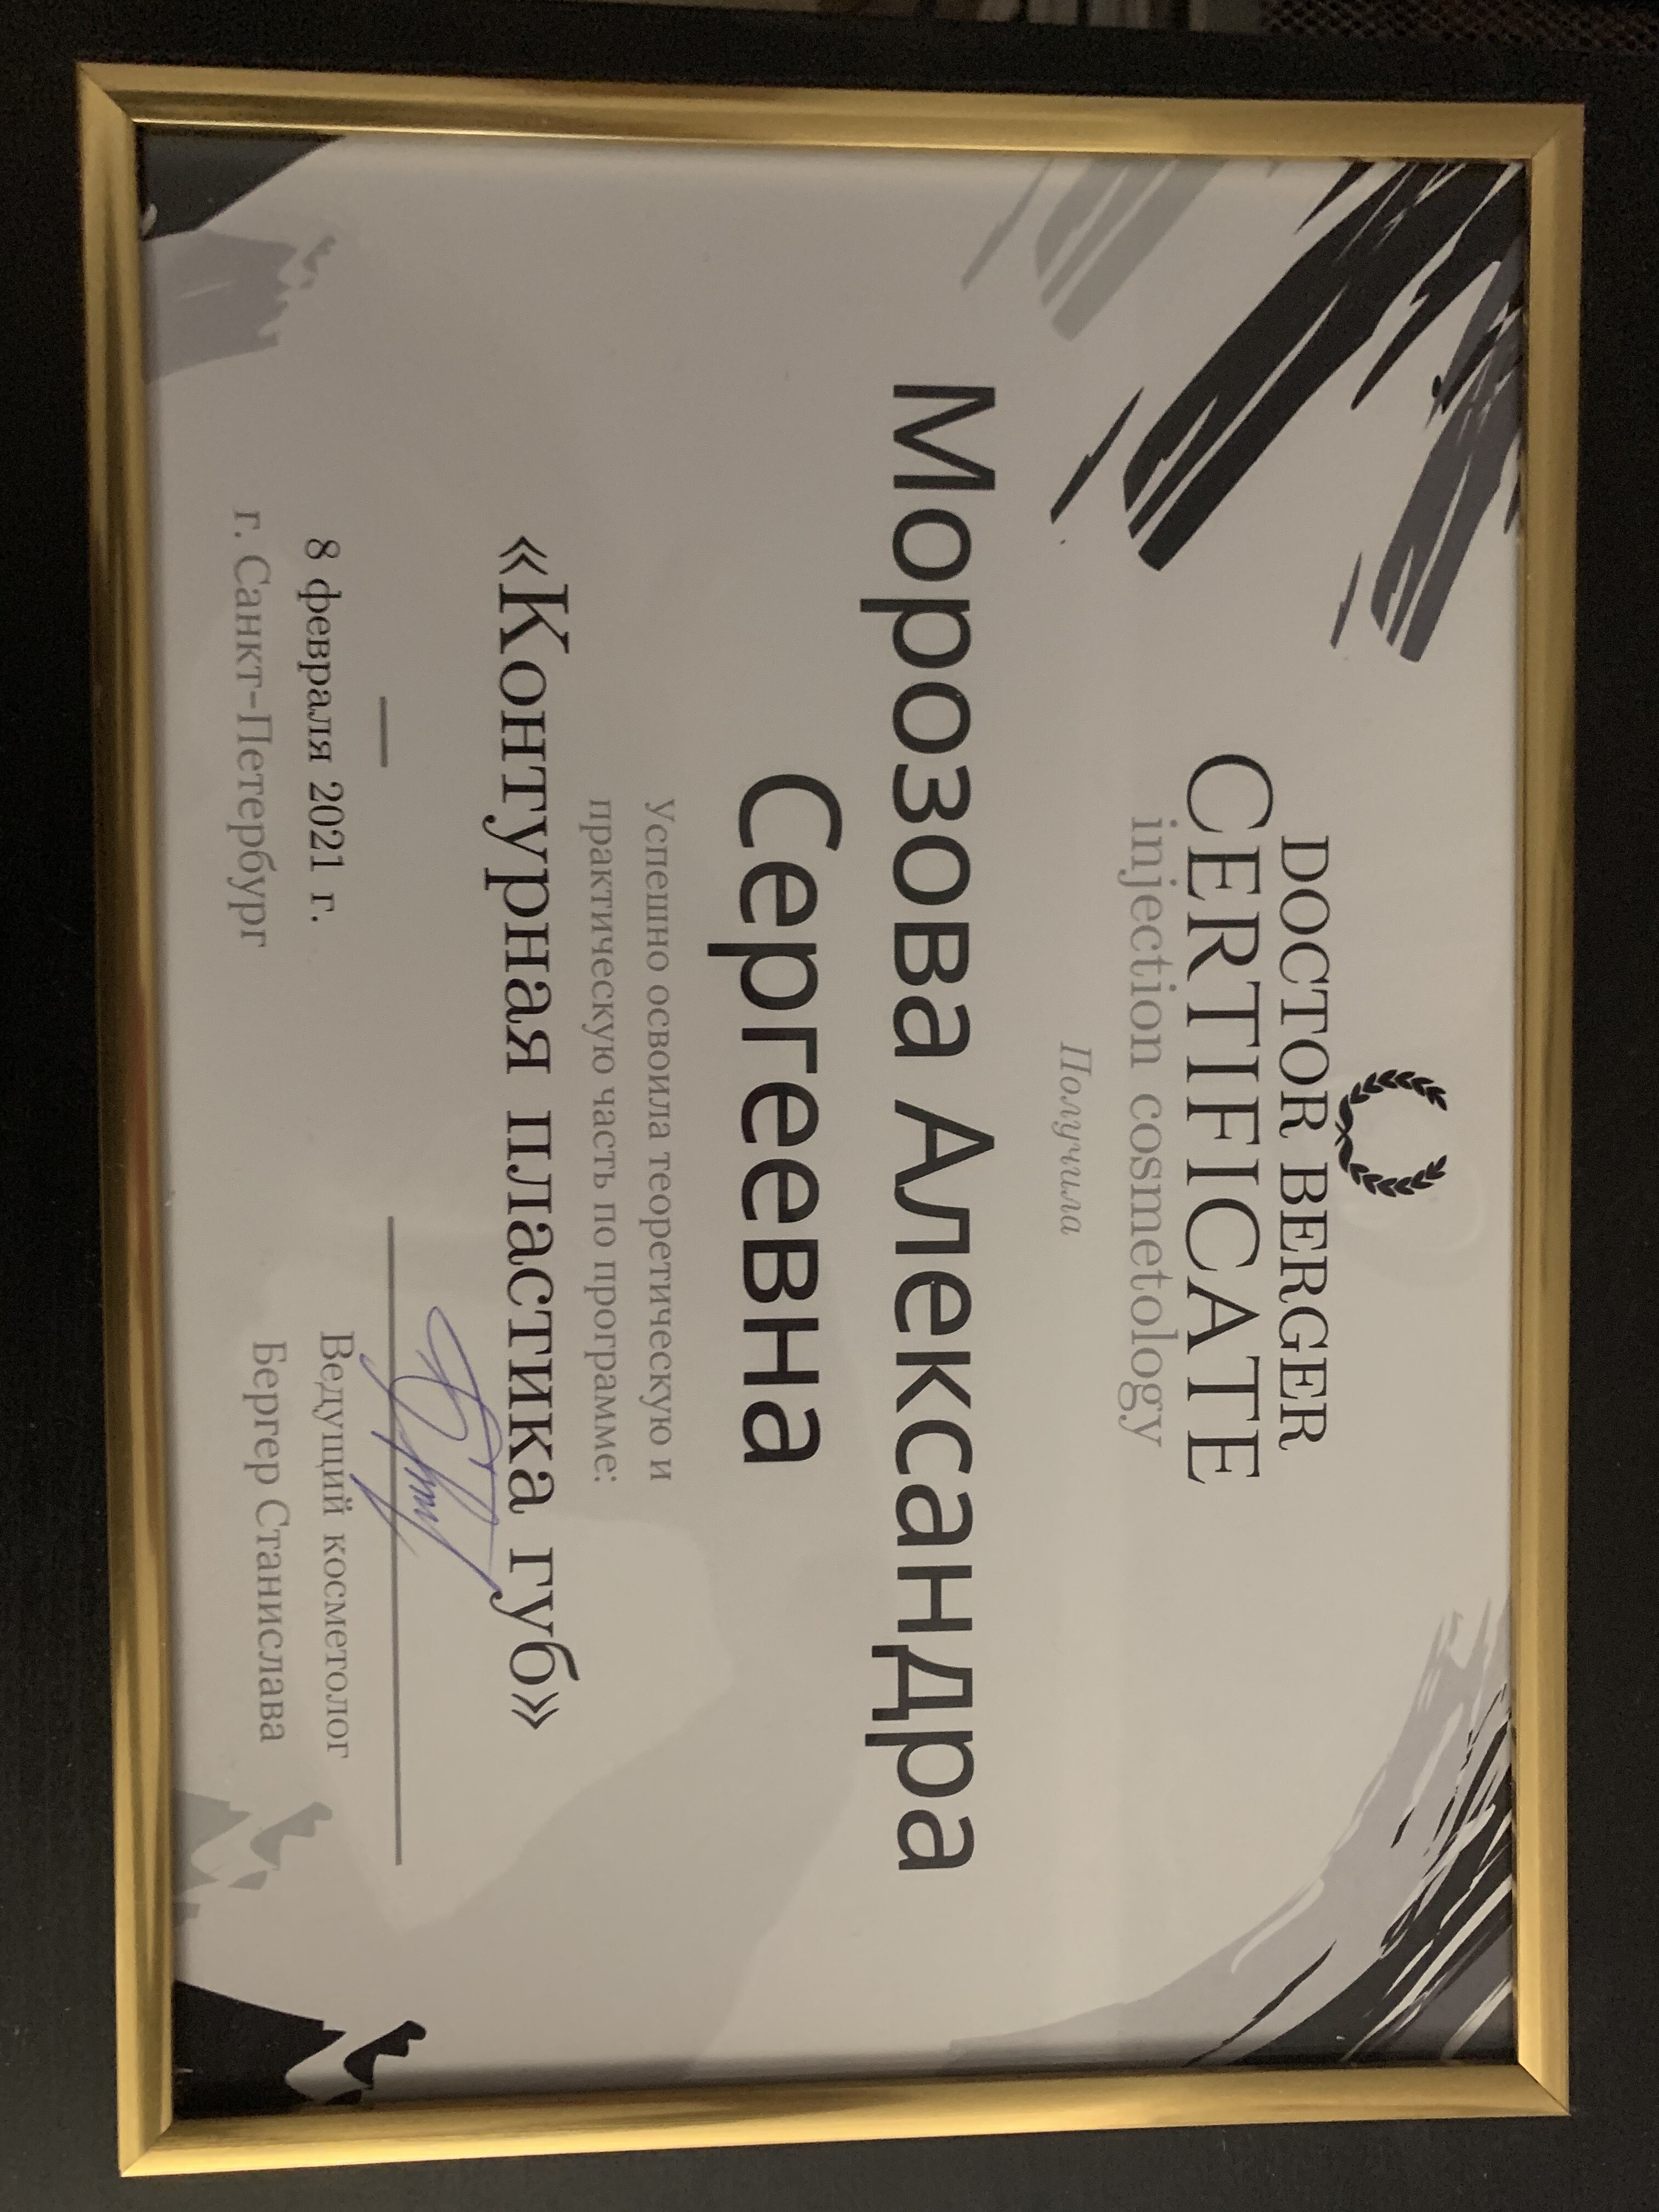 DOCTOR BERGER
CERTIFICATE
injection cosmetology
Получила
Морозова Александра
Сергеевна
Успешно освоила теоретическую и
практическую часть по программе:
«Контурная пластика губ»
8 февраля 2021 г.
г. Санкт-Петербург
Ведущий косметолог
Бергер Станислава